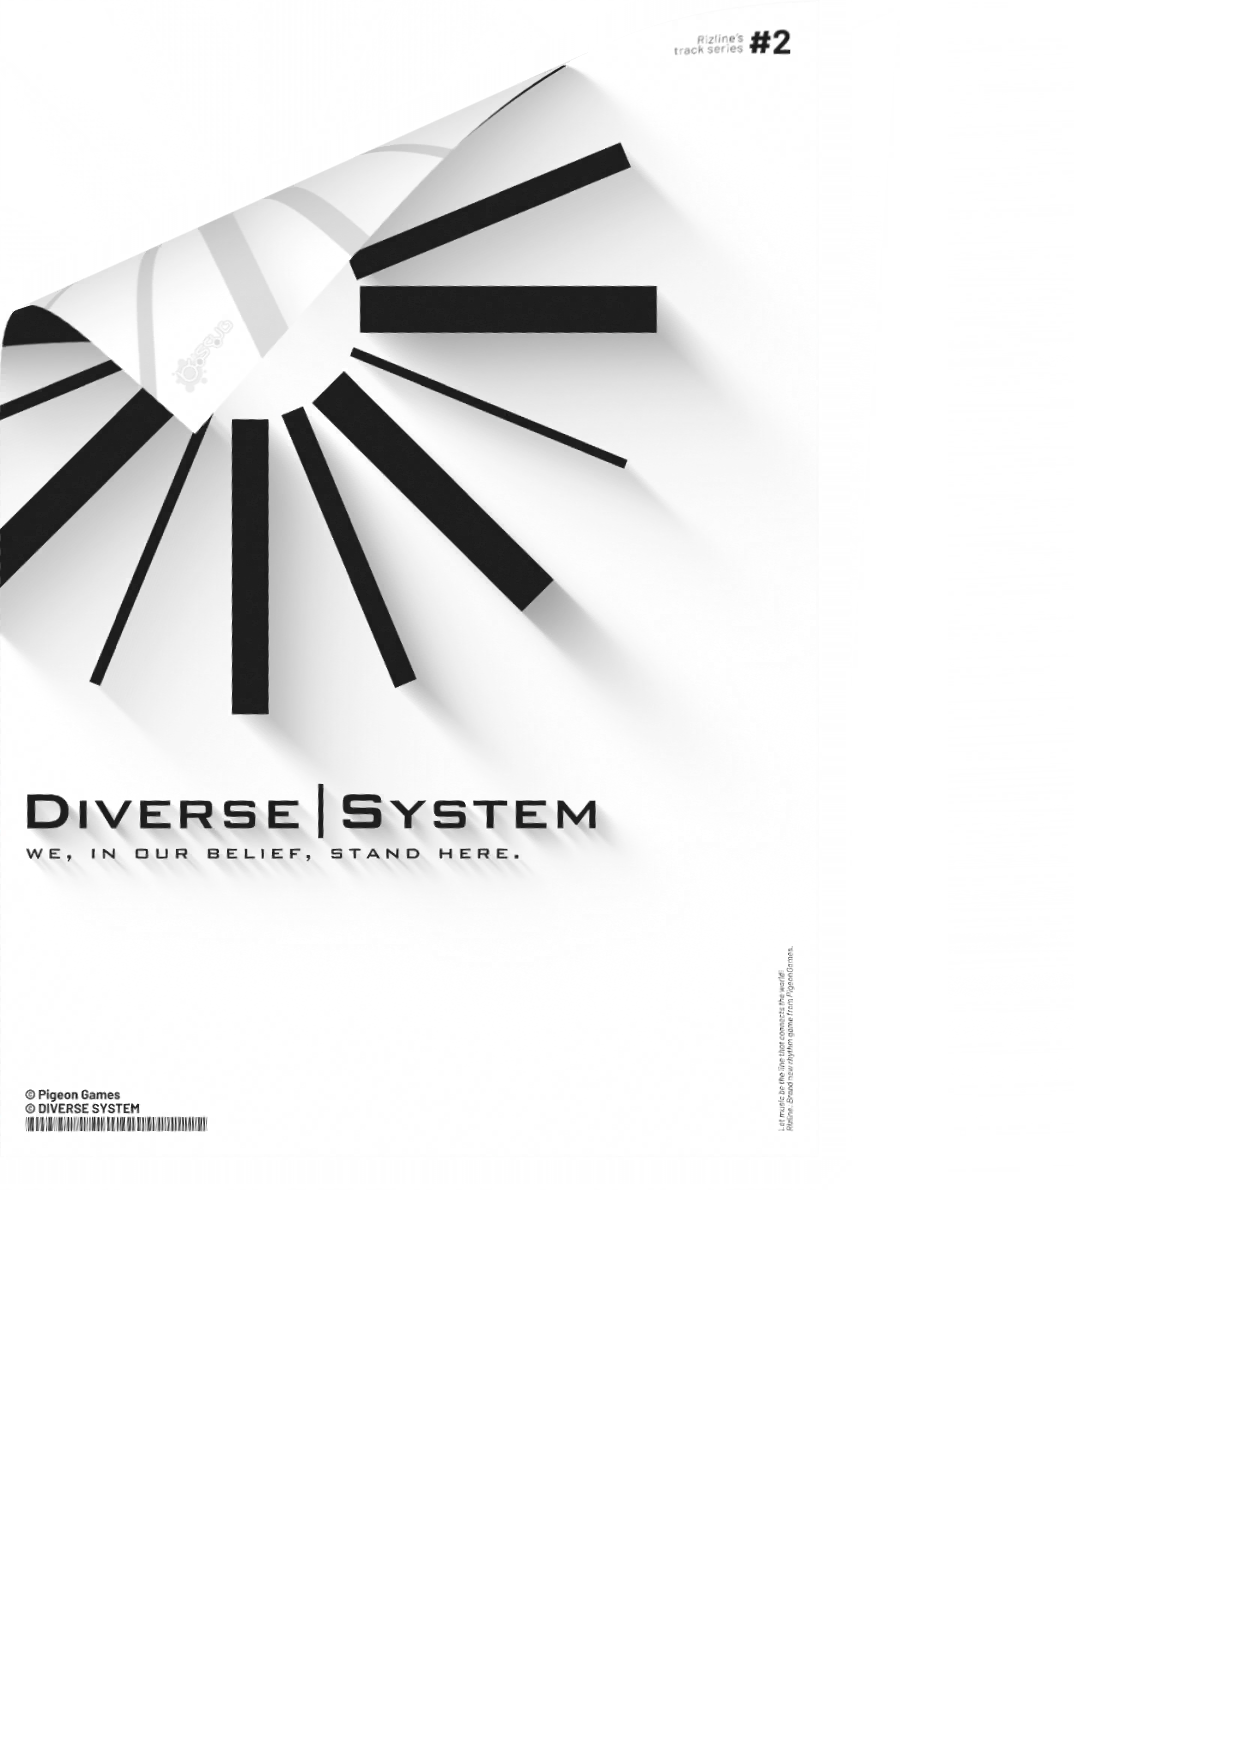 Rizline's
track series
#2
DIVERSE|SYSTEM
WE, IN OUR BELIEF, STAND HERE.
Let music be the line that connects the world!
Rizline. Brand new rhythm game from PigeonGames.
© Pigeon Games
© DIVERSE SYSTEM